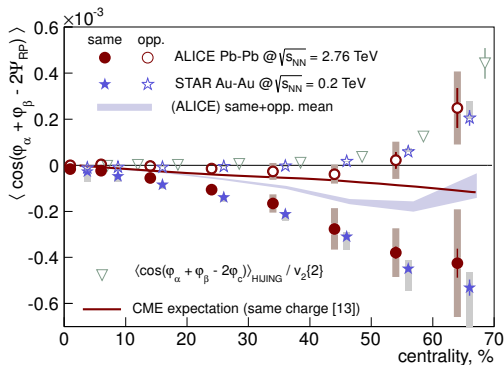 ×10⁻³
⟨ cos(φα + φβ - 2ΨRP) ⟩
same opp.
ALICE Pb-Pb @ √sNN = 2.76 TeV
STAR Au-Au @ √sNN = 0.2 TeV
(ALICE) same+opp. mean
⟨cos(φα + φβ - 2φc)⟩HIJING / v2{2}
CME expectation (same charge [13])
0.6
0.4
0.2
0
-0.2
-0.4
-0.6
0 10 20 30 40 50 60 70
centrality, %